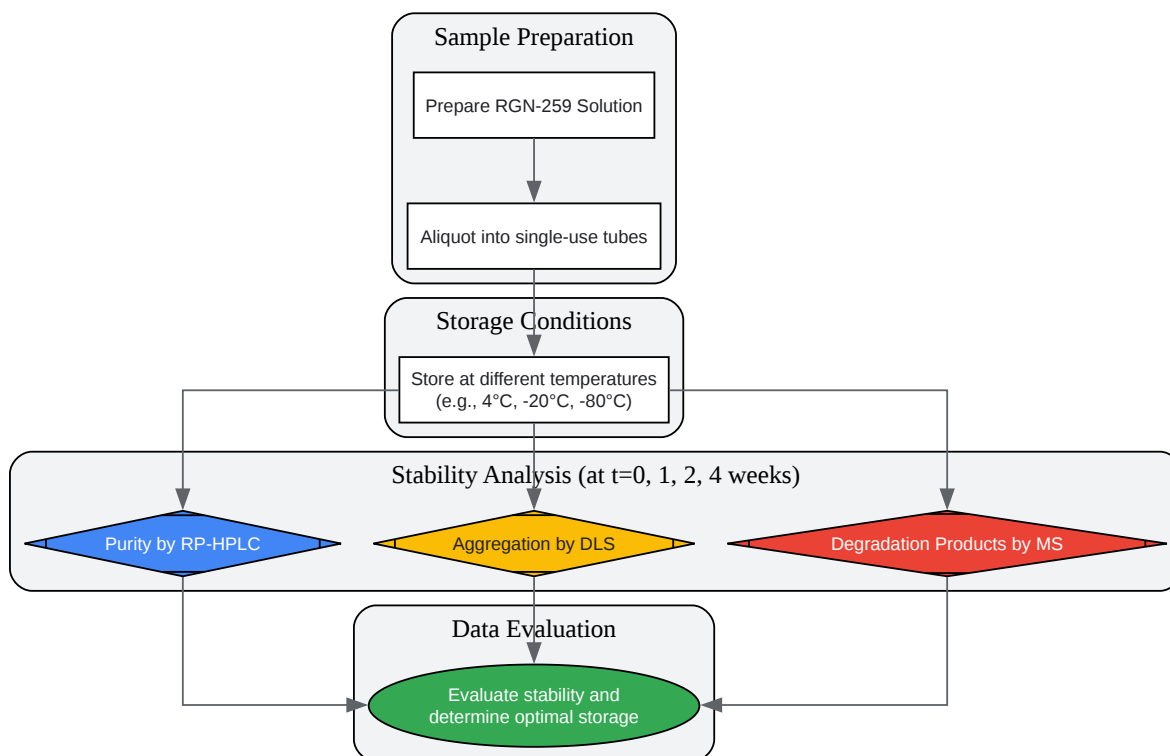 Sample Preparation
Prepare RGN-259 Solution
Aliquot into single-use tubes
Storage Conditions
Store at different temperatures
(e.g., 4°C, -20°C, -80°C)
Stability Analysis (at t=0, 1, 2, 4 weeks)
Purity by RP-HPLC
Aggregation by DLS
Degradation Products by MS
Data Evaluation
Evaluate stability and
determine optimal storage